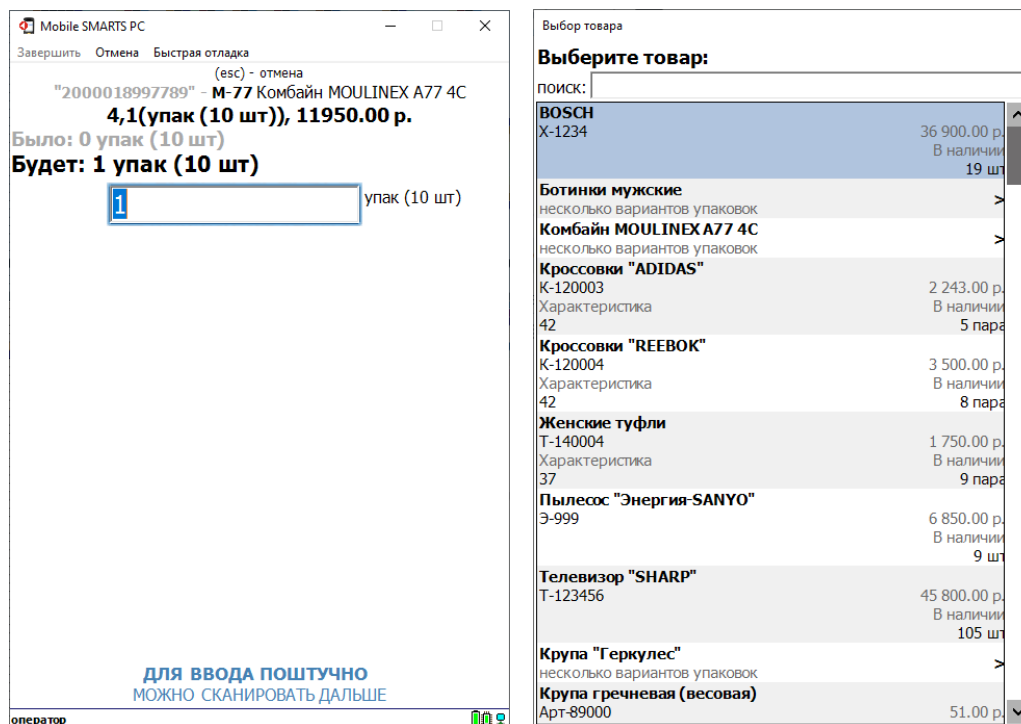 Mobile SMARTS PC
Завершить Отмена Быстрая отладка
(esc) - отмена
"2000018997789" - М-77 Комбайн MOULINEX A77 4C
4,1(упак (10 шт)), 11950.00 р.
Было: 0 упак (10 шт)
Будет: 1 упак (10 шт)
1 упак (10 шт)
ДЛЯ ВВОДА ПОШТУЧНО
МОЖНО СКАНИРОВАТЬ ДАЛЬШЕ
оператор
Выбор товара
Выберите товар:
поиск:
BOSCH
X-1234 36 900.00 р.
В наличии
19 шт
Ботинки мужские
несколько вариантов упаковок >
Комбайн MOULINEX A77 4C
несколько вариантов упаковок >
Кроссовки "ADIDAS"
К-120003 2 243.00 р.
Характеристика В наличии
42 5 пара
Кроссовки "REEBOK"
К-120004 3 500.00 р.
Характеристика В наличии
42 8 пара
Женские туфли
Т-140004 1 750.00 р.
Характеристика В наличии
37 9 пара
Пылесос "Энергия-SANYO"
Э-999 6 850.00 р.
В наличии
9 шт
Телевизор "SHARP"
Т-123456 45 800.00 р.
В наличии
105 шт
Крупа "Геркулес"
несколько вариантов упаковок >
Крупа гречневая (весовая)
Арт-89000 51.00 р.